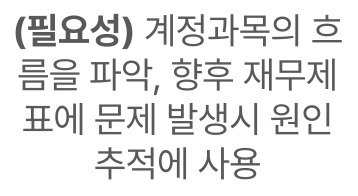 (필요성) 계정과목의 흐
름을 파악, 향후 재무제
표에 문제 발생시 원인
추적에 사용